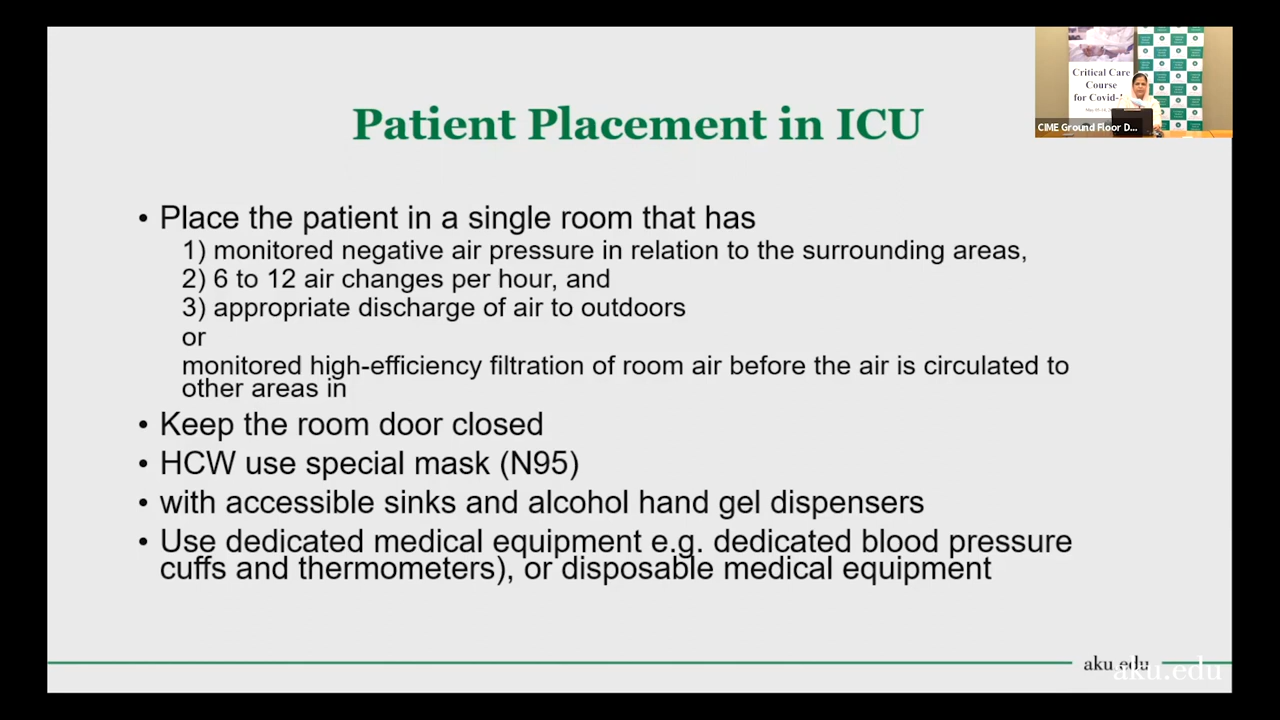 Patient Placement in ICU
Critical Care
Course
for Covid-
CIME Ground Floor D...
• Place the patient in a single room that has
1) monitored negative air pressure in relation to the surrounding areas,
2) 6 to 12 air changes per hour, and
3) appropriate discharge of air to outdoors
or
monitored high-efficiency filtration of room air before the air is circulated to
other areas in
• Keep the room door closed
• HCW use special mask (N95)
• with accessible sinks and alcohol hand gel dispensers
• Use dedicated medical equipment e.g. dedicated blood pressure
cuffs and thermometers), or disposable medical equipment
aku.edu
aku.edu